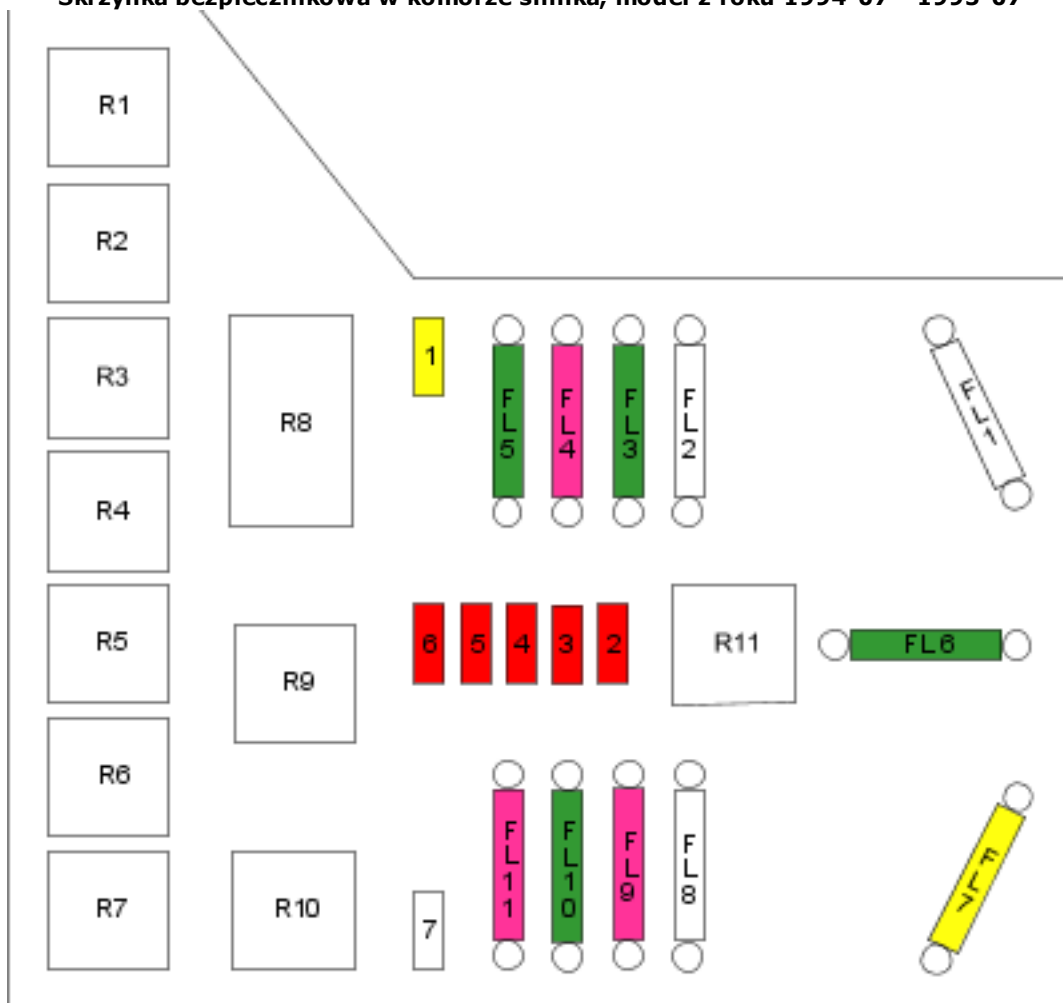 Skrzynka bezpiecznikowa w komorze silnika, model z roku 1994-07 - 1995-07
R1
R2
R3
R8
1
FL5
FL4
FL3
FL2
FL1
R4
R5
R9
6
5
4
3
2
R11
FL6
R6
R7
R10
7
FL11
FL10
FL9
FL8
FL7